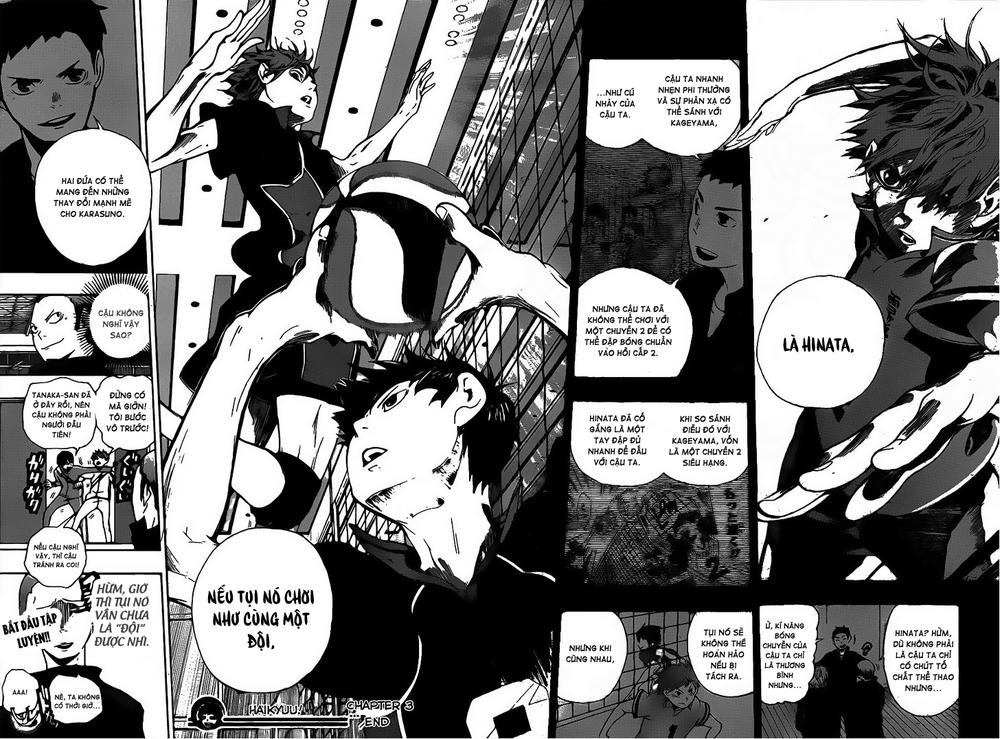 LÀ HINATA,
CẬU TA NHANH
NHẸN PHI THƯỜNG
VÀ SỰ PHẢN XẠ CÓ
THỂ SÁNH VỚI
KAGEYAMA,
...NHƯ CÚ
NHẢY CỦA
CẬU TA.
NHƯNG CẬU TA ĐÃ
KHÔNG THỂ CHƠI VỚI
MỘT CHUYỀN 2 ĐỂ CÓ
THỂ ĐẬP BÓNG CHUẨN
VÀO HỒI CẤP 2.
KHI SO SÁNH
ĐIỀU ĐÓ VỚI
KAGEYAMA, VỐN
LÀ MỘT CHUYỀN 2
SIÊU HẠNG.
HINATA ĐÃ CỐ
GẮNG LÀ MỘT
TAY ĐẬP ĐỦ
NHANH ĐỂ ĐẤU
VỚI CẬU TA.
HINATA? HỪM,
DÙ KHÔNG PHẢI
LÀ CẬU TA CHỈ
CÓ CHÚT TỐ
CHẤT THỂ THAO
NHƯNG...
Ừ, KĨ NĂNG
BÓNG
CHUYỀN CỦA
CẬU TA CHỈ
LÀ THƯỜNG
BÌNH
NHƯNG...
TỤI NÓ SẼ
KHÔNG THỂ
HOÁN HẢO
NẾU BỊ
TÁCH RA.
NHƯNG KHI
CÙNG NHAU,
NẾU TỤI NÓ CHƠI
NHƯ CÙNG MỘT
ĐỘI,
HAI ĐỨA CÓ THỂ
MANG ĐẾN NHỮNG
THAY ĐỔI MẠNH MẼ
CHO KARASUNO.
CẬU KHÔNG
NGHĨ VẬY
SAO?
ĐỪNG CÓ
MÀ GIỠN!
TÔI BƯỚC
VÔ TRƯỚC!
TANAKA-SAN ĐÃ
Ở ĐÂY RỒI, NÊN
CẬU KHÔNG PHẢI
NGƯỜI ĐẦU
TIÊN!
NẾU CẬU NGHĨ
VẬY, THÌ CẬU
TRÁNH RA COI!
HỪM, GIỜ
THÌ TỤI NÓ
VẪN CHƯA
LÀ "ĐỘI"
ĐƯỢC NHỈ.
BẮT ĐẦU TẬP
LUYỆN!!
NÈ, TA KHÔNG
CÓ THỜI GIỜ...
AAA!
HAIKYUU!! CHAPTER 3
END